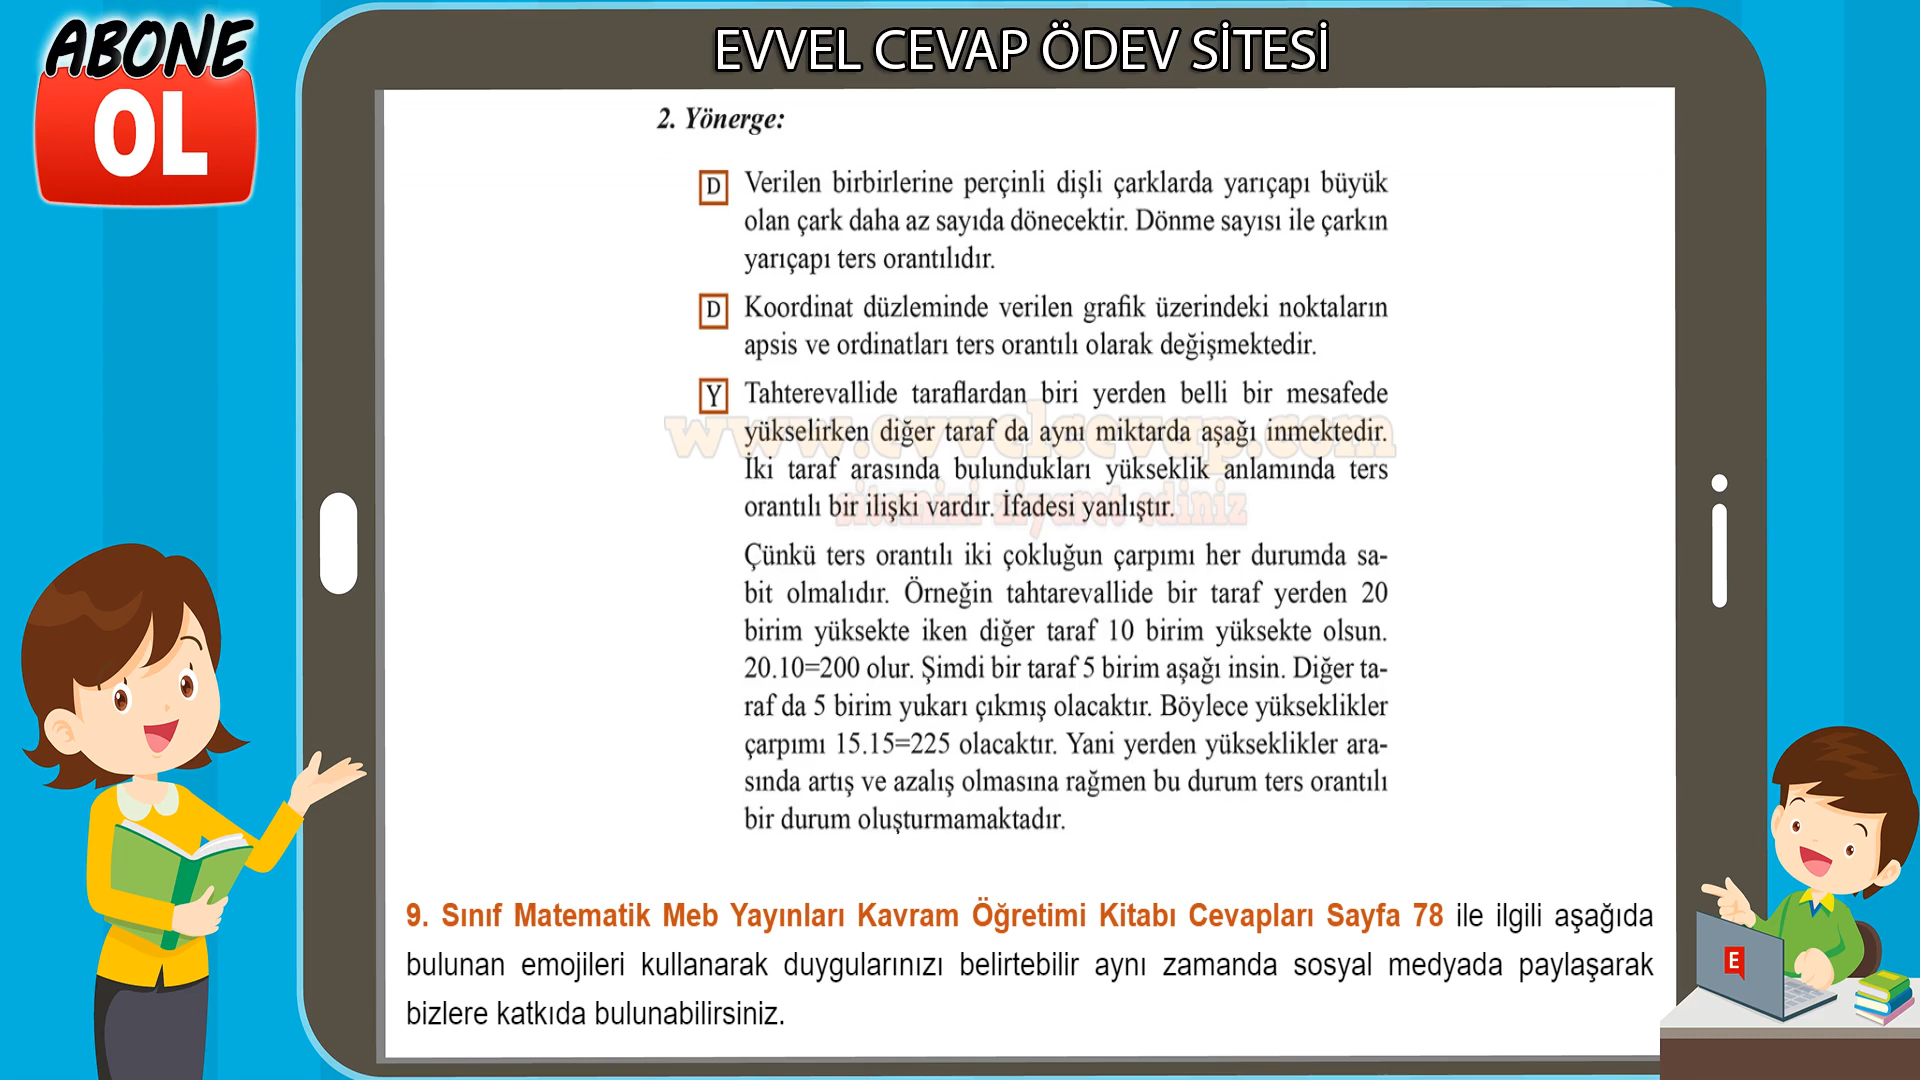 ABONE
OL
EVVEL CEVAP ÖDEV SİTESİ
2. Yönerge:
D Verilen birbirlerine perçinli dişli çarklarda yarıçapı büyük
olan çark daha az sayıda dönecektir. Dönme sayısı ile çarkın
yarıçapı ters orantılıdır.
D Koordinat düzleminde verilen grafik üzerindeki noktaların
apsis ve ordinatları ters orantılı olarak değişmektedir.
Y Tahterevallide taraflardan biri yerden belli bir mesafede
yükselirken diğer taraf da aynı miktarda aşağı inmektedir.
İki taraf arasında bulundukları yükseklik anlamında ters
orantılı bir ilişki vardır. İfadesi yanlıştır.
www.evvelcevap.com
sitemizi ziyaret ediniz
Çünkü ters orantılı iki çokluğun çarpımı her durumda sa-
bit olmalıdır. Örneğin tahtarevallide bir taraf yerden 20
birim yüksekte iken diğer taraf 10 birim yüksekte olsun.
20.10=200 olur. Şimdi bir taraf 5 birim aşağı insin. Diğer ta-
raf da 5 birim yukarı çıkmış olacaktır. Böylece yükseklikler
çarpımı 15.15=225 olacaktır. Yani yerden yükseklikler ara-
sında artış ve azalış olmasına rağmen bu durum ters orantılı
bir durum oluşturmamaktadır.
9. Sınıf Matematik Meb Yayınları Kavram Öğretimi Kitabı Cevapları Sayfa 78 ile ilgili aşağıda
bulunan emojileri kullanarak duygularınızı belirtebilir aynı zamanda sosyal medyada paylaşarak
bizlere katkıda bulunabilirsiniz.
E